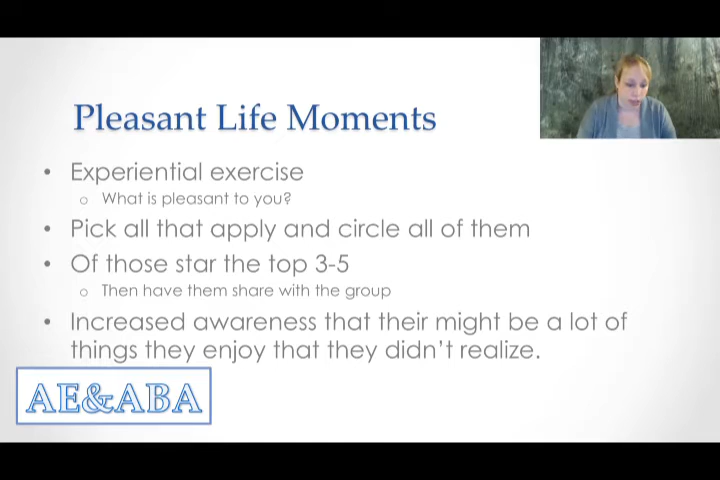 Pleasant Life Moments
• Experiential exercise
o What is pleasant to you?
• Pick all that apply and circle all of them
• Of those star the top 3-5
o Then have them share with the group
• Increased awareness that their might be a lot of
things they enjoy that they didn't realize.
AE&ABA